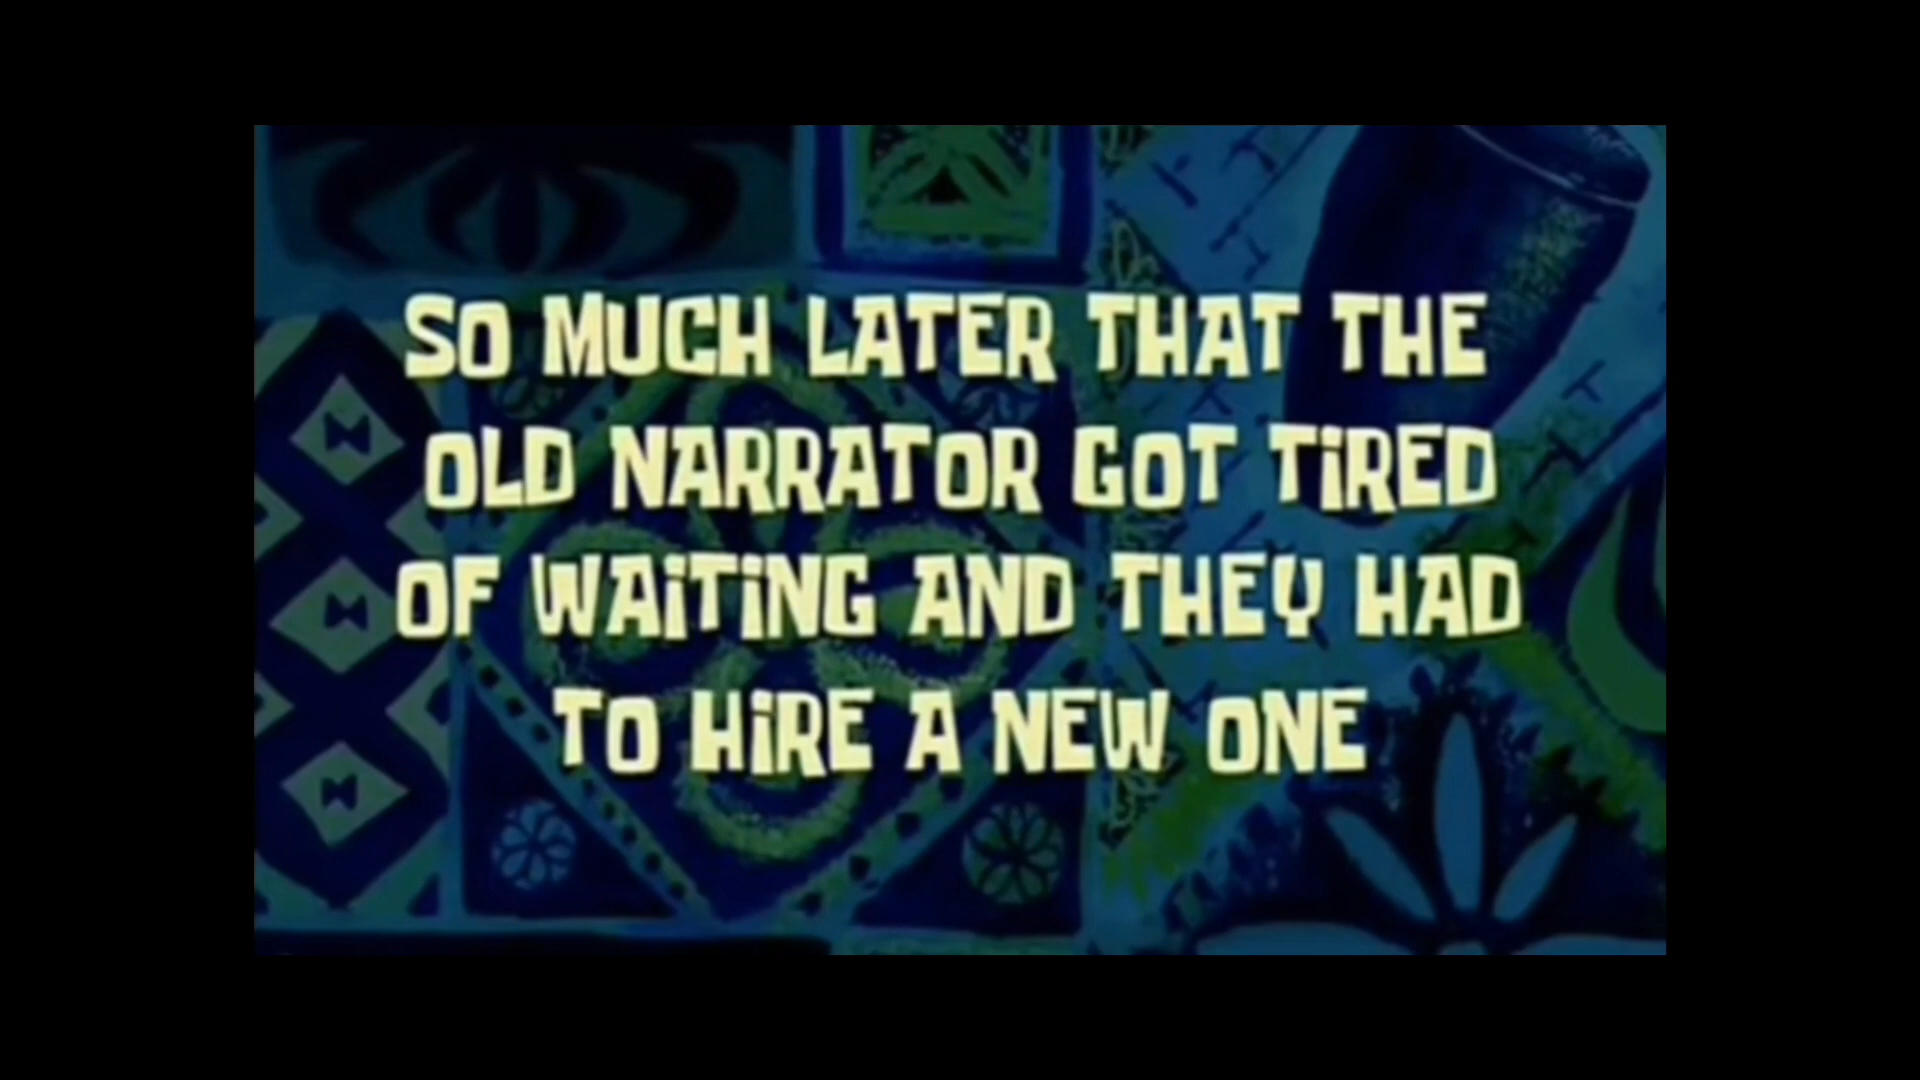 SO MUCH LATER THAT THE
OLD NARRATOR GOT TiRED
OF WAiTiNG AND THEY HAD
TO HiRE A NEW ONE